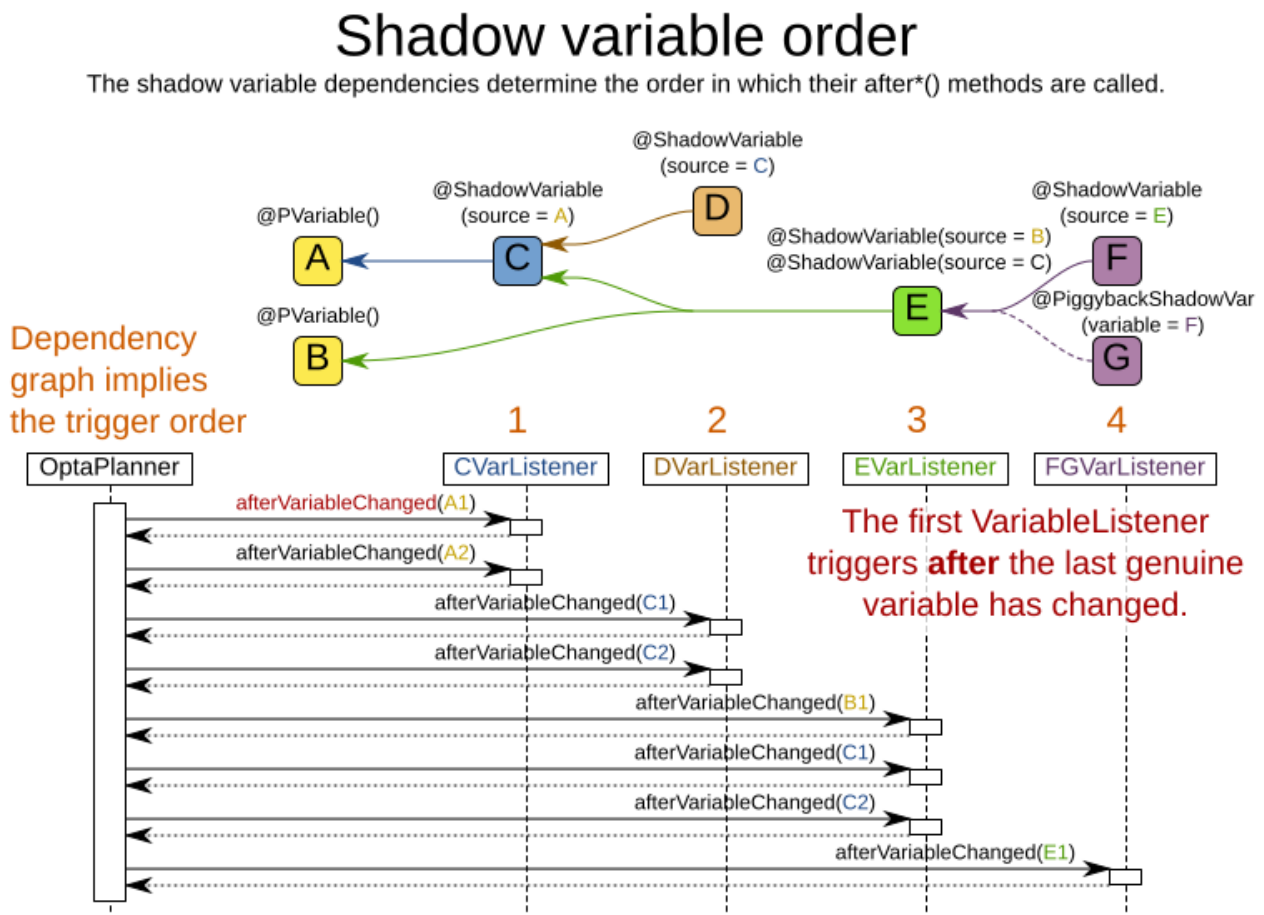 Shadow variable order
The shadow variable dependencies determine the order in which their after*() methods are called.
@ShadowVariable
(source = C)
D
@ShadowVariable
(source = A)
C
@ShadowVariable
(source = E)
F
@PVariable()
A
@ShadowVariable(source = B)
@ShadowVariable(source = C)
E
@PiggybackShadowVar
(variable = F)
G
@PVariable()
B
Dependency
graph implies
the trigger order
1
2
3
4
OptaPlanner
CVarListener
DVarListener
EVarListener
FGVarListener
afterVariableChanged(A1)
The first VariableListener
triggers after the last genuine
variable has changed.
afterVariableChanged(A2)
afterVariableChanged(C1)
afterVariableChanged(C2)
afterVariableChanged(B1)
afterVariableChanged(C1)
afterVariableChanged(C2)
afterVariableChanged(E1)